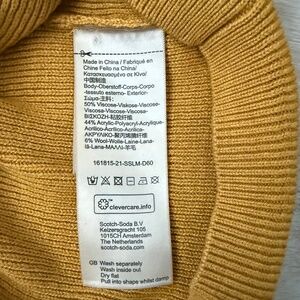 Made in China / Fabriqué en
Chine Feito na China/
Κατασκευασμένο σε Κίνα/
中国制造
Body-Oberstoff-Corps-Corpo
-tessuto esterno- Exterior-
Σώμα-主料:
50% Viscose-Viskose-Viscose-
Viscose-Viscosa-Viscosa-
ΒΙΣΚΟΖΗ-粘胶纤维
44% Acrylic-Polyacryl-Acrylique-
Acrílico-Acrilico-Acrílico-
ΑΚΡΥΛΙΚΟ-聚丙烯腈纤维
6% Wool-Wolle-Laine-Lana-
lã-Lana-ΜΑΛΛΙ-羊毛
161815-21-SSLM-D60
clevercare.info
Scotch-Soda B.V
Keizersgracht 105
1015CH Amsterdam
The Netherlands
scotch-soda.com
GB Wash separately
Wash inside out
Dry flat
Pull into shape whilst damp